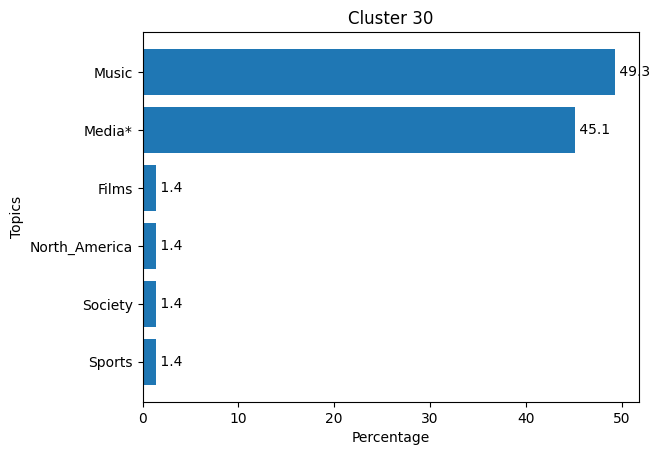 Cluster 30
Topics
Music 49.3
Media* 45.1
Films 1.4
North_America 1.4
Society 1.4
Sports 1.4
0 10 20 30 40 50
Percentage